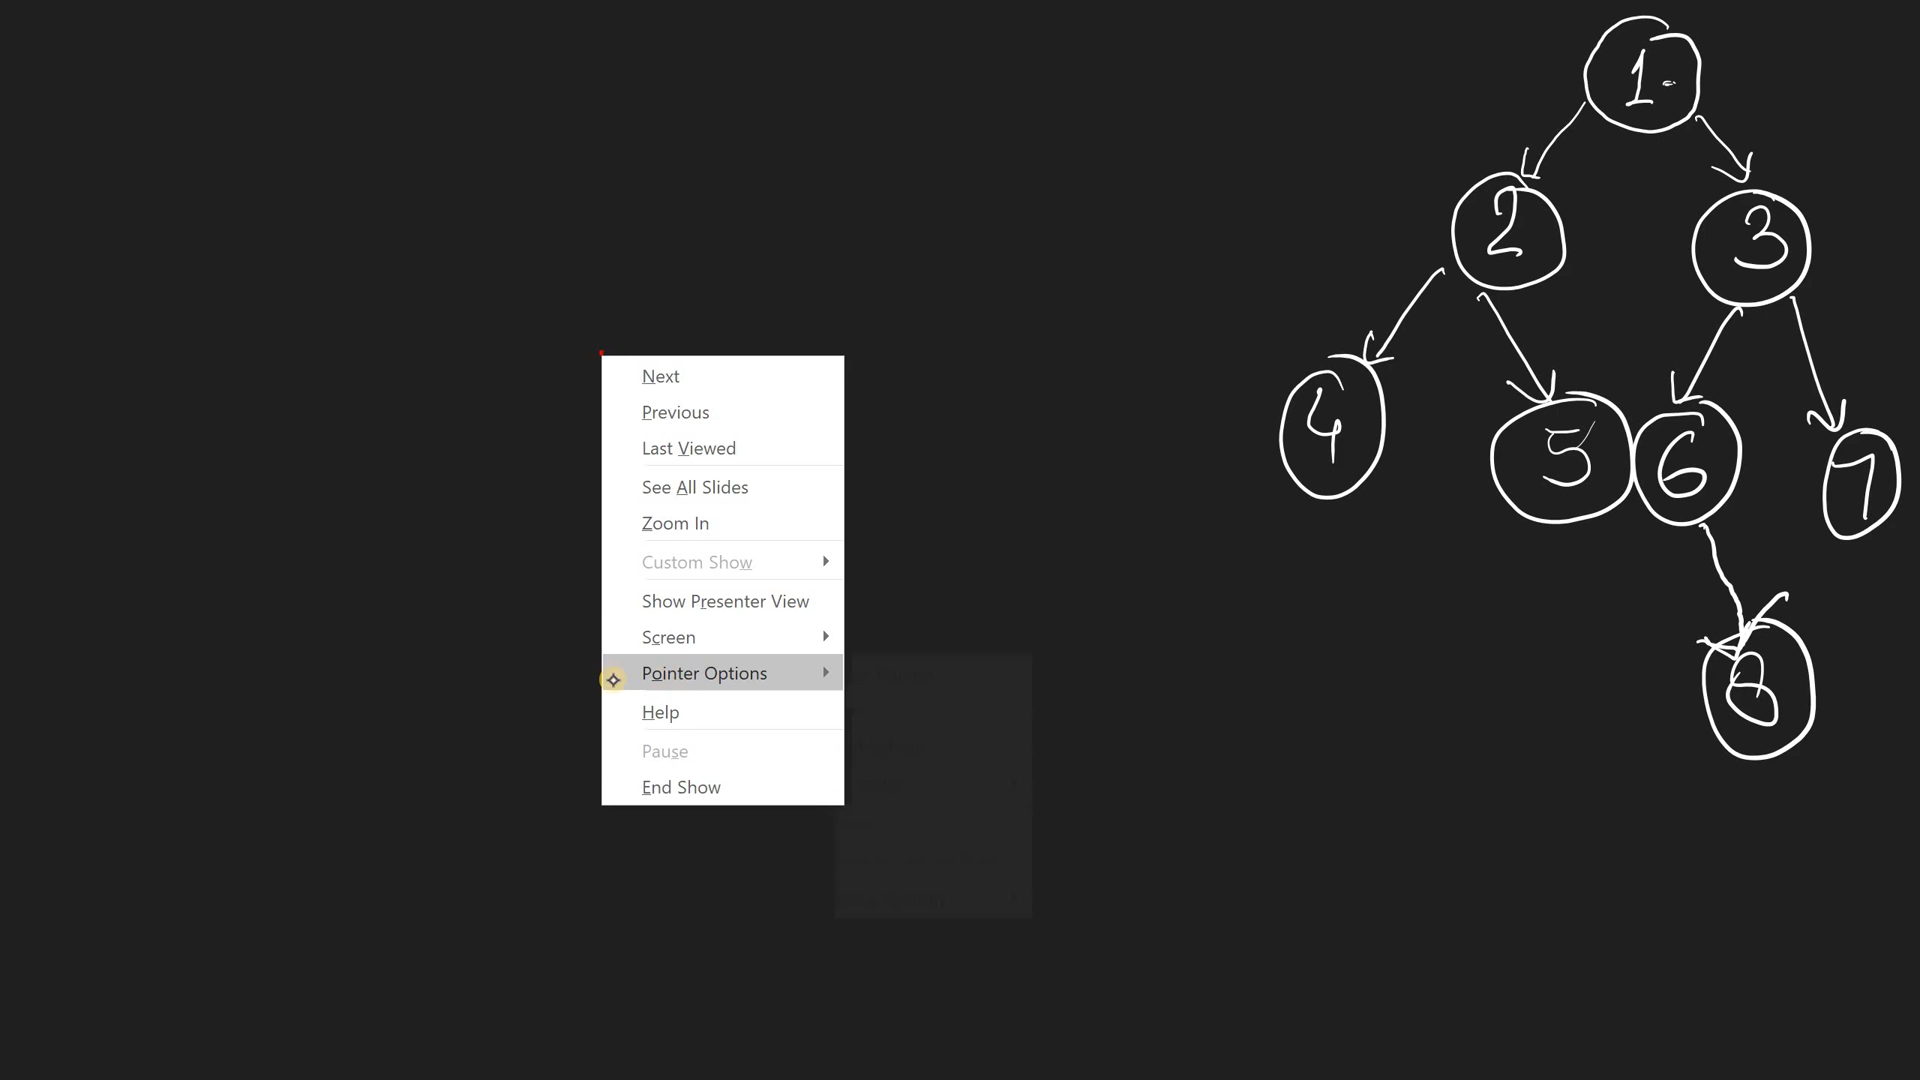 1
2
3
4
5
6
7
8
Next
Previous
Last Viewed
See All Slides
Zoom In
Custom Show
Show Presenter View
Screen
Pointer Options
Help
Pause
End Show